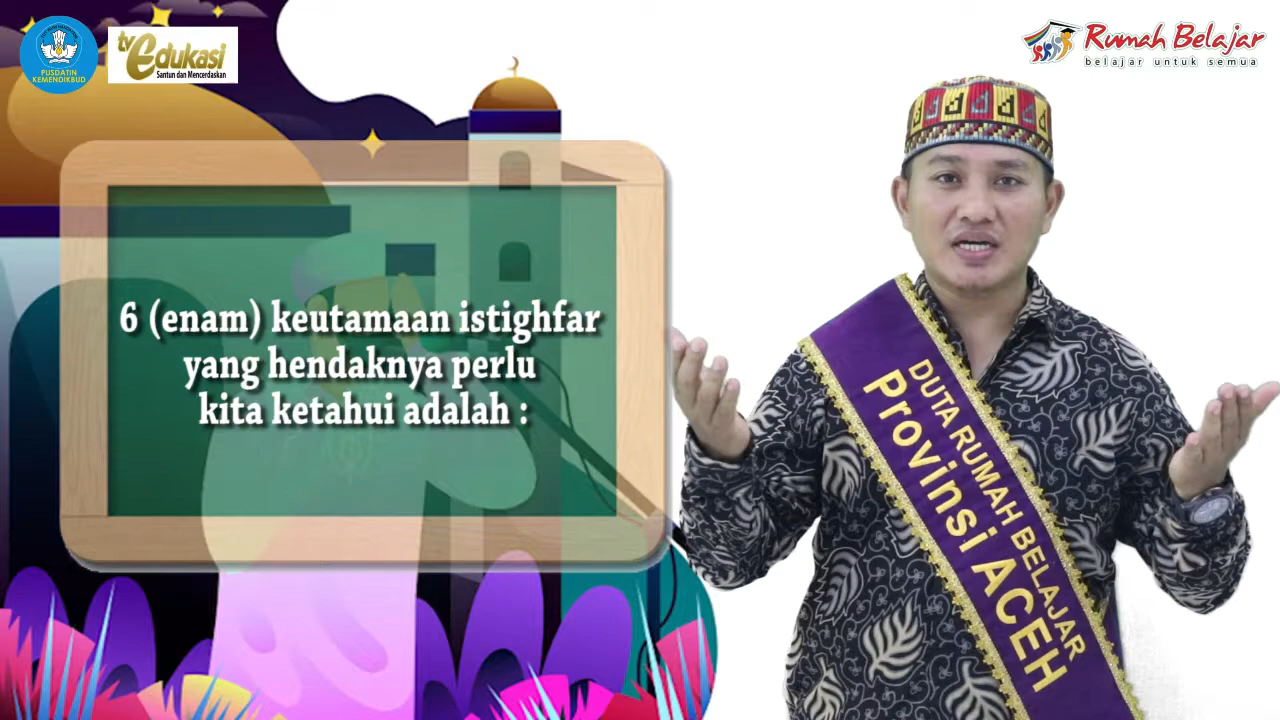 PUSDATIN
KEMENDIKBUD
tv edukasi
Santun dan Mencerdaskan
Rumah Belajar
belajar untuk semua
6 (enam) keutamaan istighfar
yang hendaknya perlu
kita ketahui adalah :
DUTA RUMAH BELAJAR
Provinsi ACEH